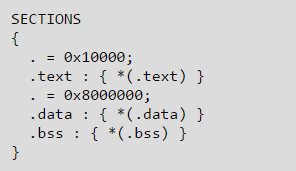 SECTIONS
{
  . = 0x10000;
  .text : { *(.text) }
  . = 0x8000000;
  .data : { *(.data) }
  .bss : { *(.bss) }
}